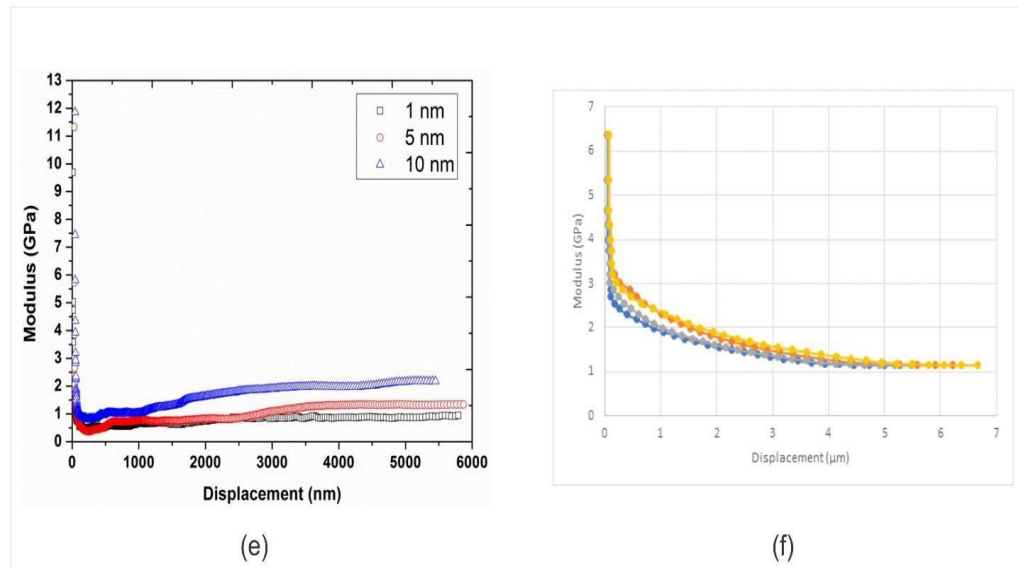 13
12
11
10
9
8
7
6
5
4
3
2
1
0
Modulus (GPa)
1 nm
5 nm
10 nm
0 1000 2000 3000 4000 5000 6000
Displacement (nm)
(e)
7
6
5
4
3
2
1
0
Modulus (GPa)
0 1 2 3 4 5 6 7
Displacement (µm)
(f)